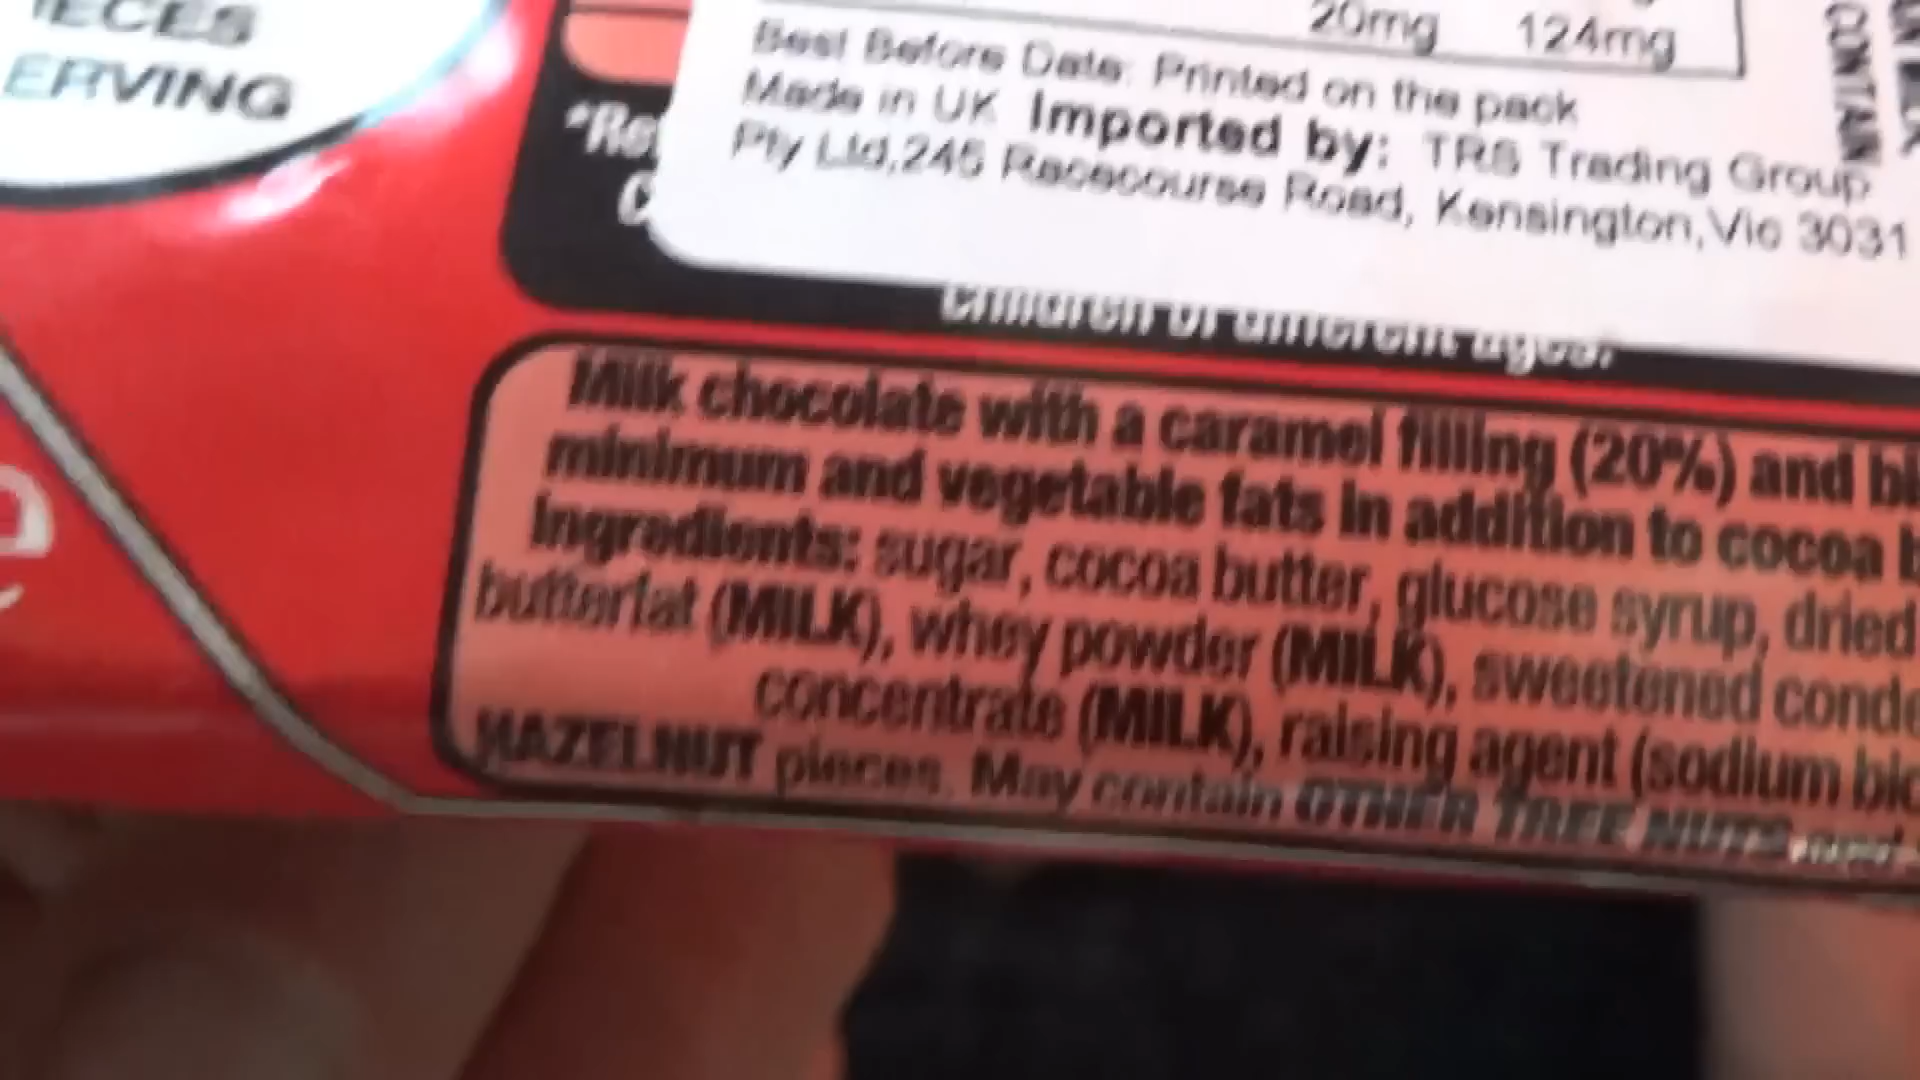 IECES
ERVING
20mg 124mg
Best Before Date: Printed on the pack
Made in UK Imported by: TRS Trading Group
Pty Ltd,245 Racecourse Road, Kensington,Vic 3031
CONTAIN
*Re
children of different ages.
Milk chocolate with a caramel filling (20%) and bi
minimum and vegetable fats in addition to cocoa b
Ingredients: sugar, cocoa butter, glucose syrup, dried
butterfat (MILK), whey powder (MILK), sweetened conde
concentrate (MILK), raising agent (sodium bic
HAZELNUT pieces. May contain OTHER TREE NUTS
e